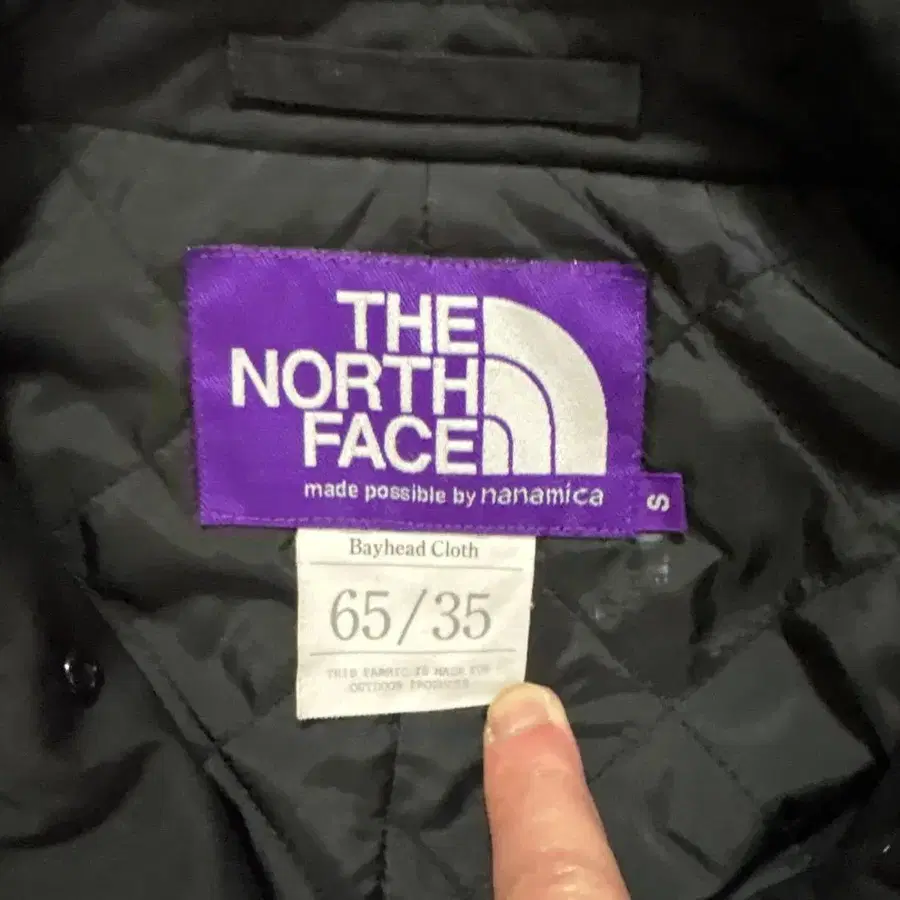 THE
NORTH
FACE
made possible by nanamica
S
Bayhead Cloth
65/35
THIS FABRIC IS MADE FOR
OUTDOOR PRODUCTS